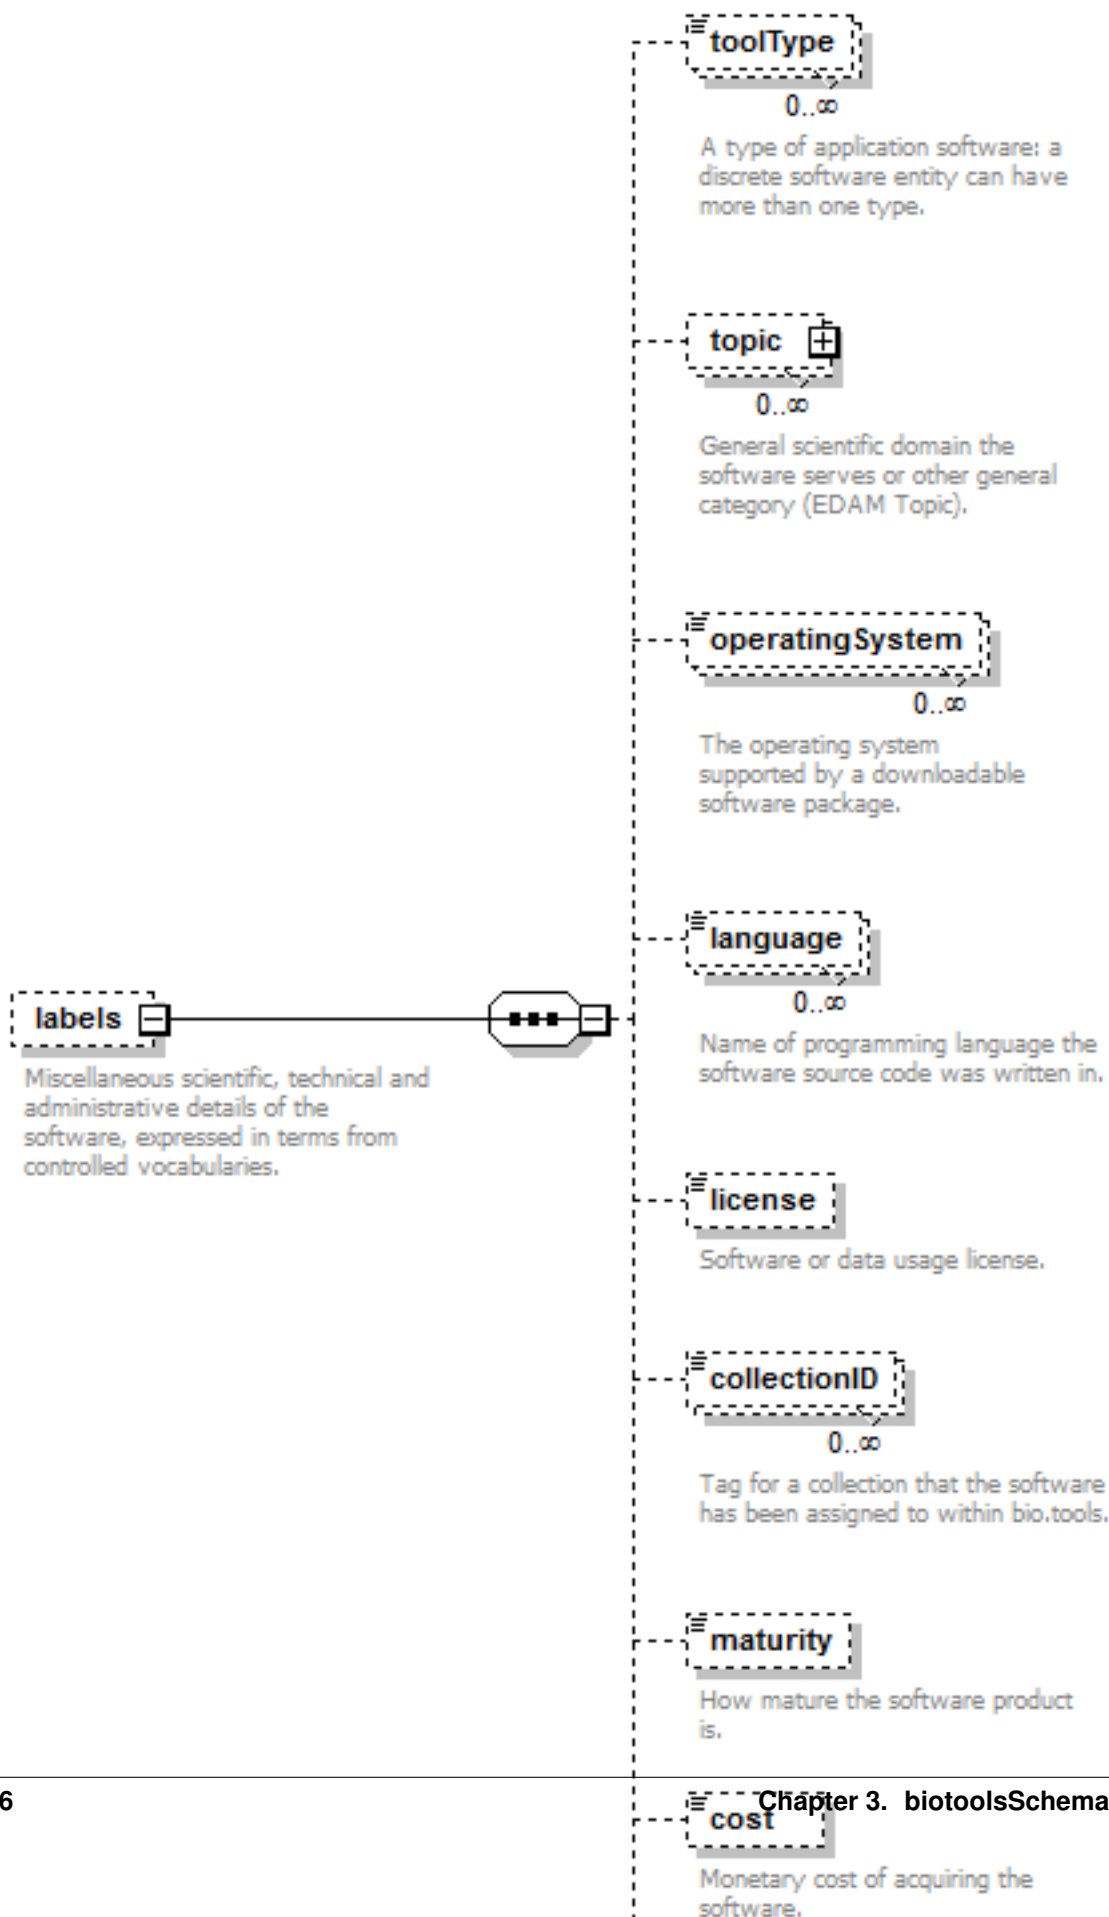 toolType
0..∞
A type of application software: a
discrete software entity can have
more than one type.
topic
0..∞
General scientific domain the
software serves or other general
category (EDAM Topic).
operatingSystem
0..∞
The operating system
supported by a downloadable
software package.
language
0..∞
Name of programming language the
software source code was written in.
labels
Miscellaneous scientific, technical and
administrative details of the
software, expressed in terms from
controlled vocabularies.
license
Software or data usage license.
collectionID
0..∞
Tag for a collection that the software
has been assigned to within bio.tools.
maturity
How mature the software product
is.
6 Chapter 3. biotoolsSchema
cost
Monetary cost of acquiring the
software.